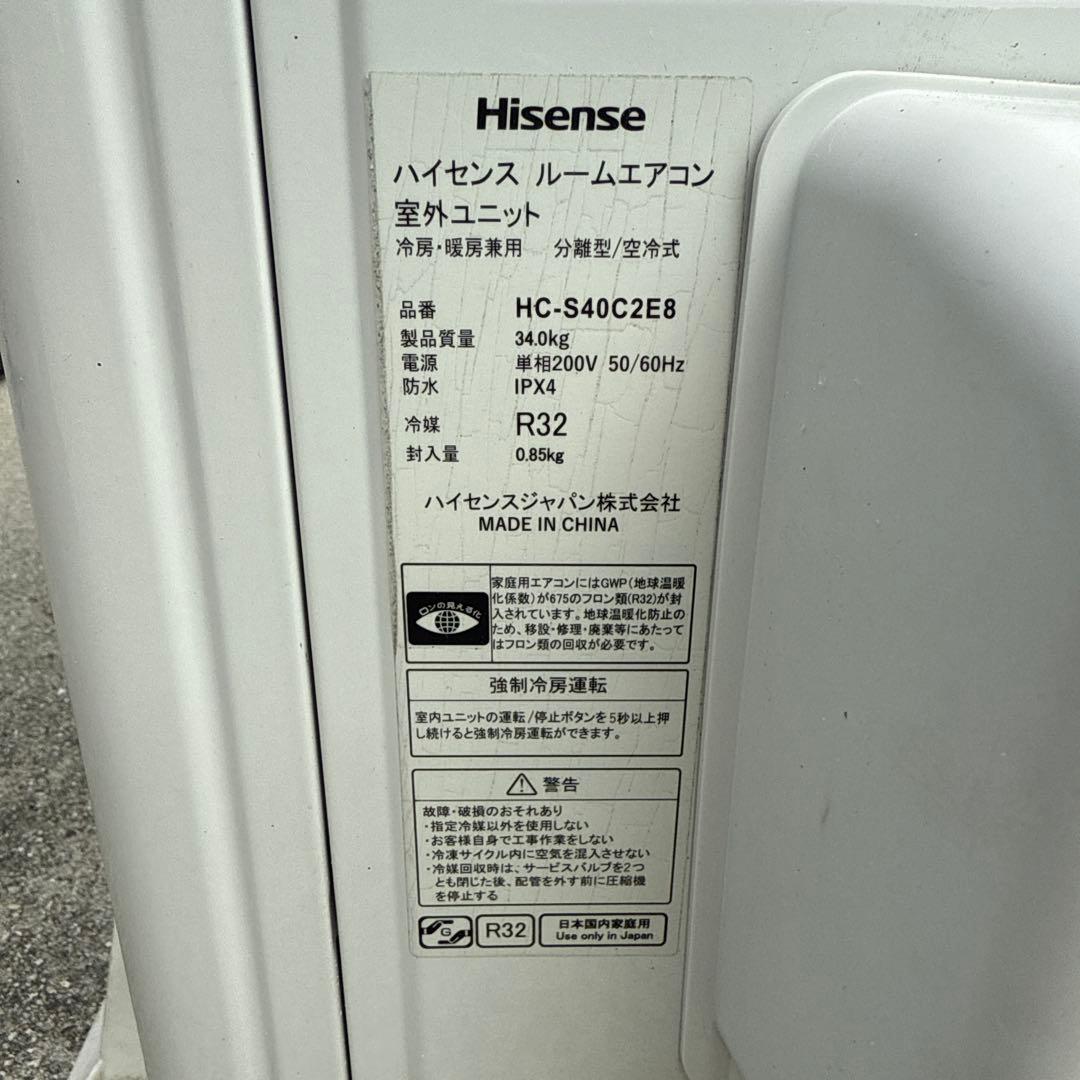 Hisense
ハイセンス ルームエアコン
室外ユニット
冷房・暖房兼用 分離型/空冷式
品番 HC-S40C2E8
製品質量 34.0kg
電源 単相200V 50/60Hz
防水 IPX4
冷媒 R32
封入量 0.85kg
ハイセンスジャパン株式会社
MADE IN CHINA
ロンの見える化
家庭用エアコンにはGWP(地球温暖
化係数)が675のフロン類(R32)が封
入されています。地球温暖化防止の
ため、移設・修理・廃棄等にあたって
はフロン類の回収が必要です。
強制冷房運転
室内ユニットの運転/停止ボタンを5秒以上押
し続けると強制冷房運転ができます。
警告
故障・破損のおそれあり
・指定冷媒以外を使用しない
・お客様自身で工事作業をしない
・冷凍サイクル内に空気を混入させない
・冷媒回収時は、サービスバルブを2つ
とも閉じた後、配管を外す前に圧縮機
を停止する
G R32 日本国内家庭用
Use only in Japan